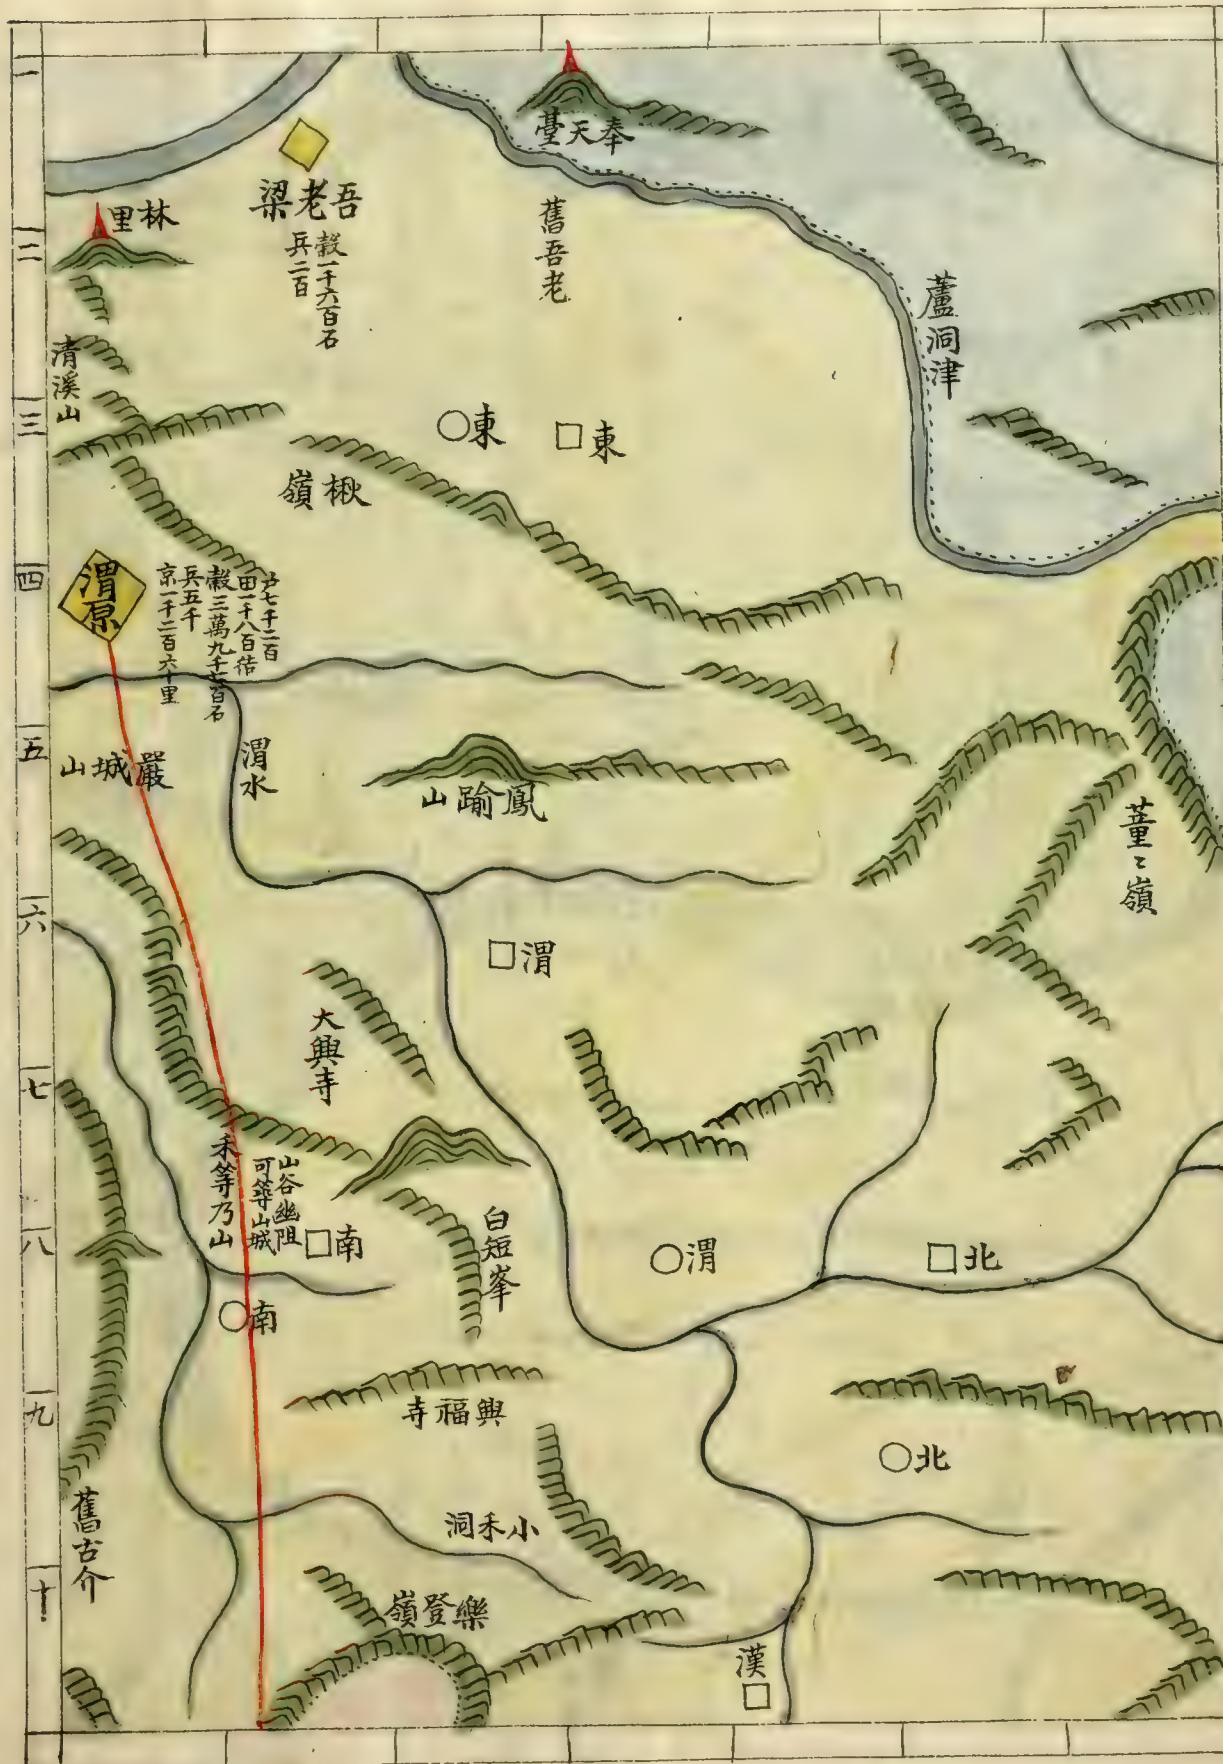 一
二
三
四
五
六
七
八
九
十
臺天奉
梁老吾
穀一千六百石
兵二百
里林
舊吾老
蘆洞津
清溪山
○東
□東
嶺楸
渭原
戶七千二百
田一千八百結
穀三萬九千七百石
兵五千
京一千二百六十里
山城嚴
渭水
山踰鳳
董〻嶺
□渭
大興寺
禾等乃山
山谷幽阻
可等山城
□南
白短峯
○渭
□北
○南
寺福興
○北
舊古介
洞禾小
嶺登樂
漢□